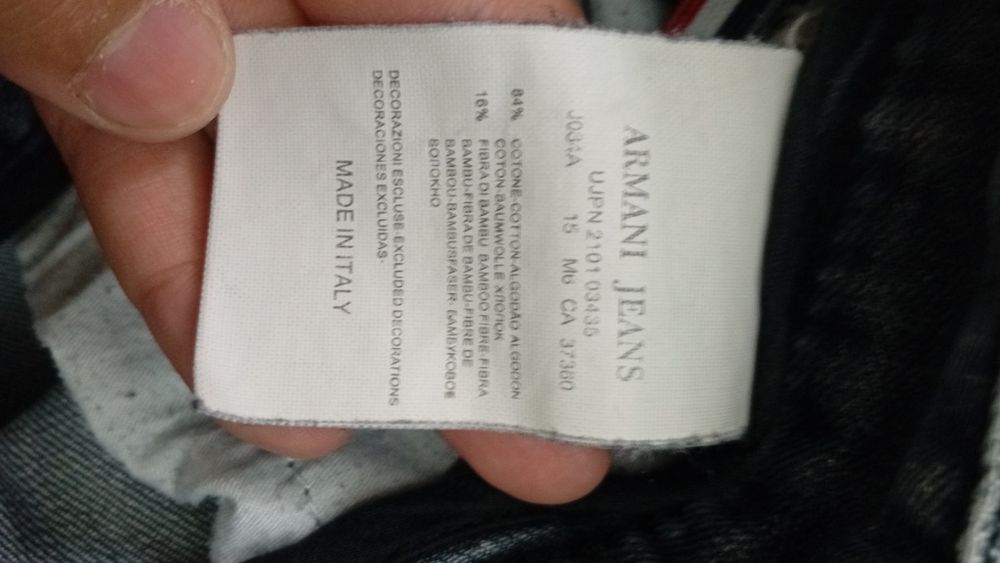 ARMANI JEANS
UJPN 2101 03435
J034A 15 M6 CA 37360
84% COTONE-COTTON-ALGODÃO ALGODON
COTON-BAUMWOLLE ХЛОПОК
16% FIBRA DI BAMBU BAMBOO FIBRE-FIBRA
BAMBU-FIBRA DE BAMBU-FIBRE DE
BAMBOU-BAMBUSFASER- БАМБУКОВОЕ
ВОЛОКНО
DECORAZIONI ESCLUSE-EXCLUDED DECORATIONS
DECORACIONES EXCLUIDAS-
MADE IN ITALY